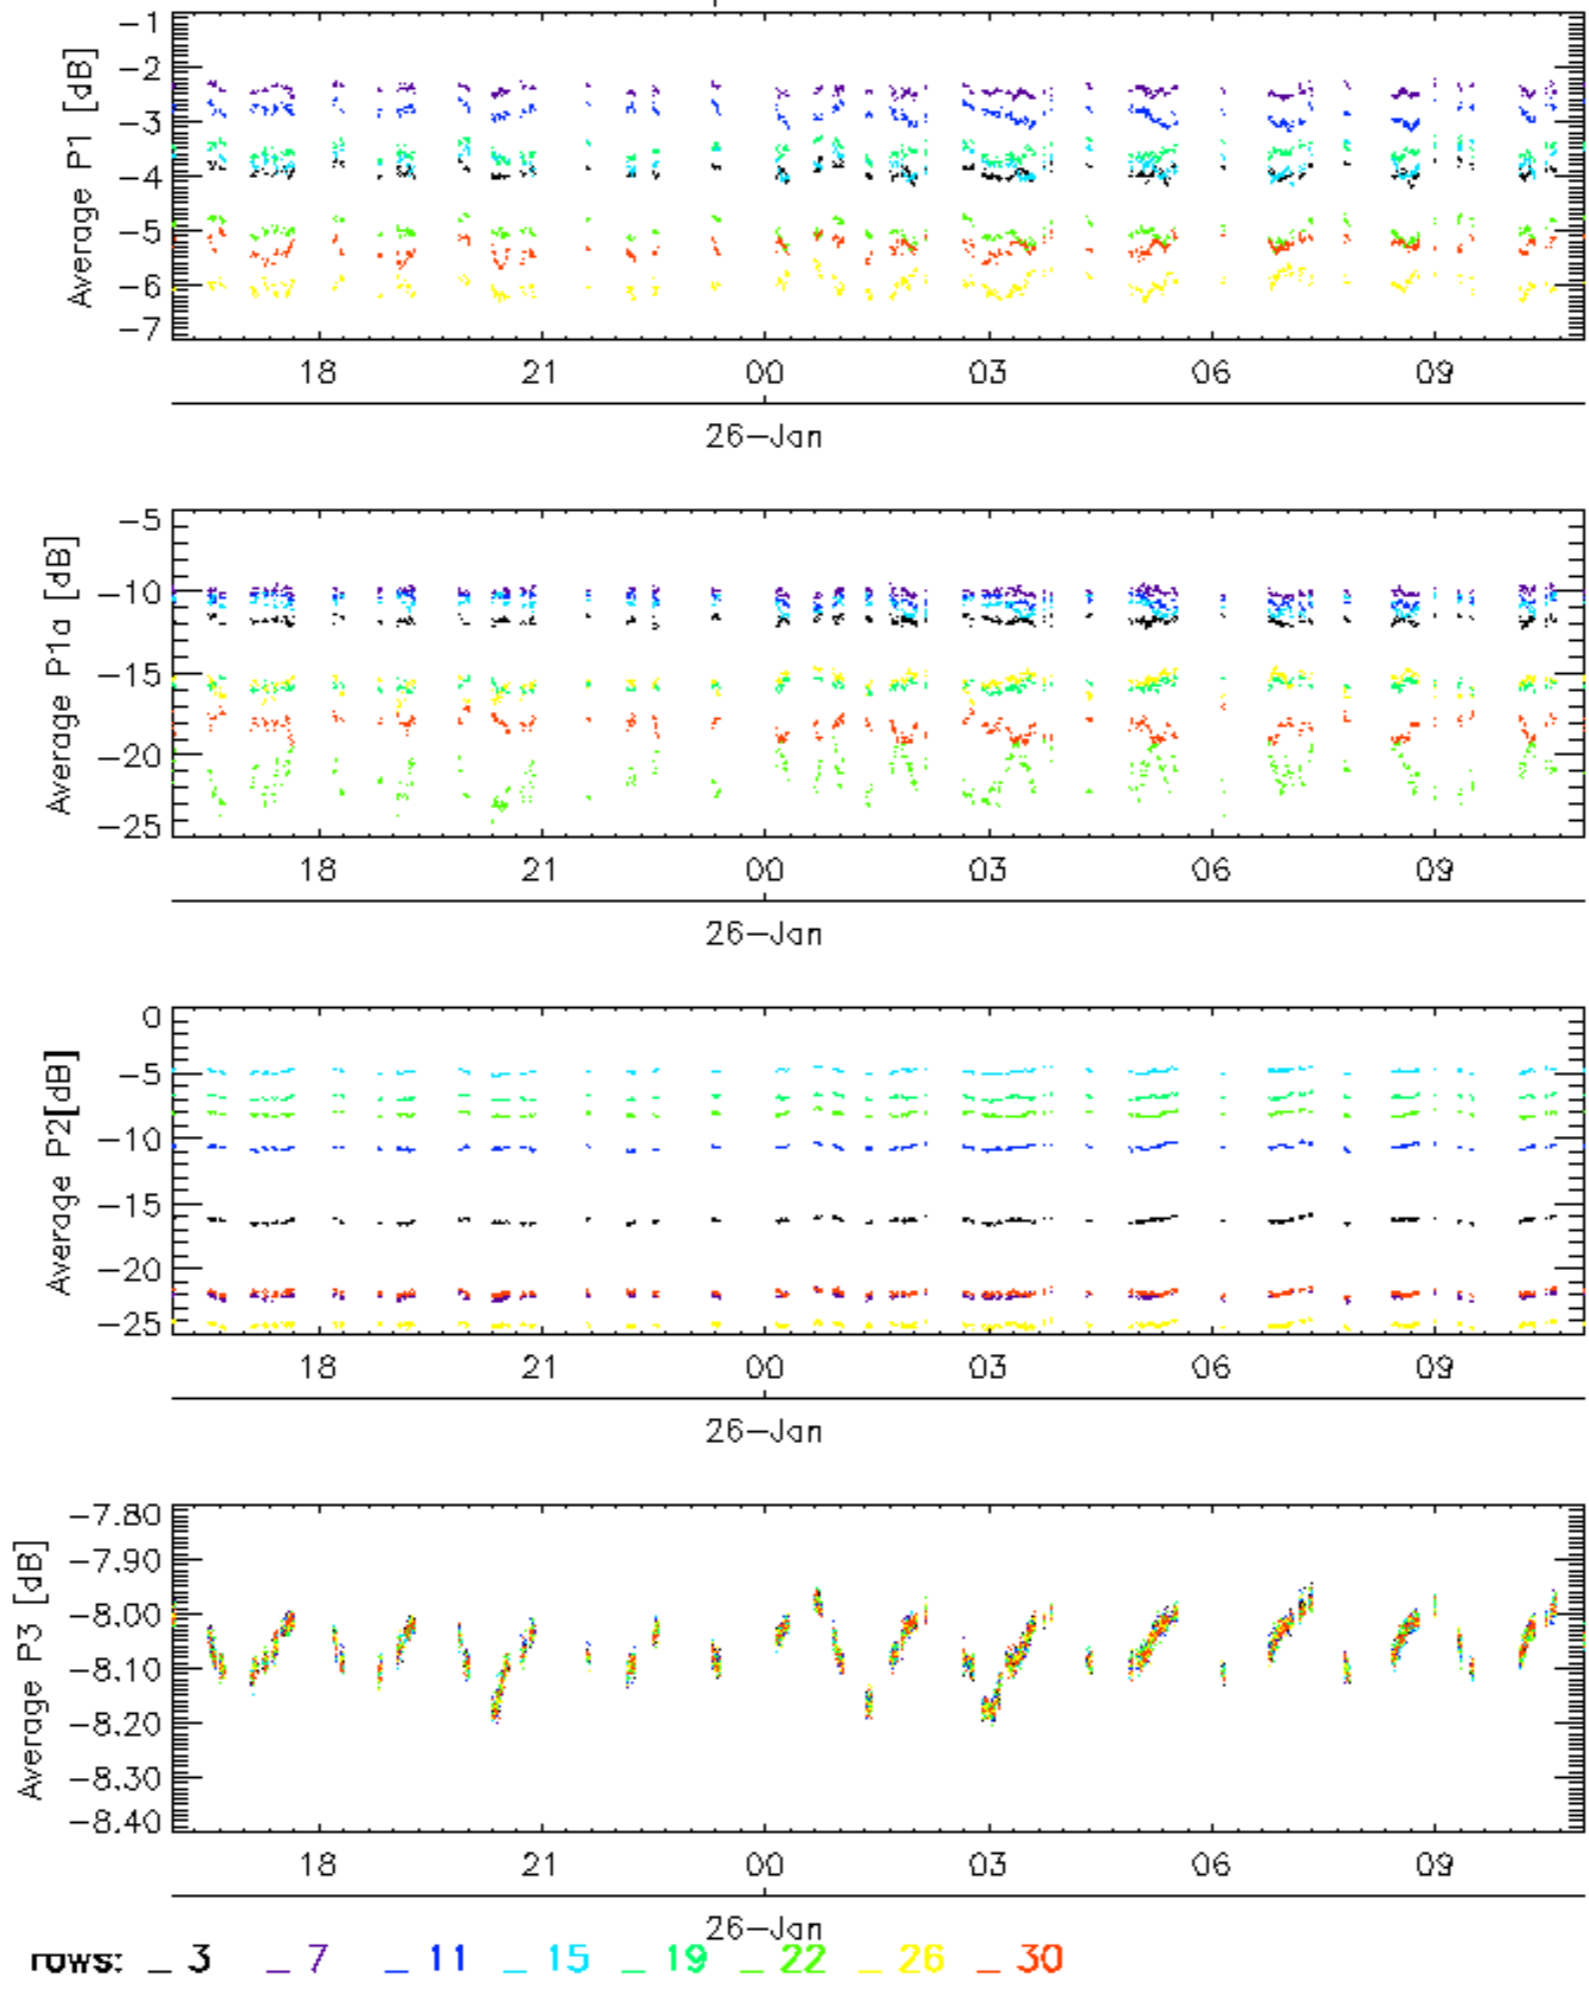 Average P1 [dB]
-1
-2
-3
-4
-5
-6
-7
18 21 00 03 06 09
26-Jan
Average P1a [dB]
-5
-10
-15
-20
-25
18 21 00 03 06 09
26-Jan
Average P2[dB]
0
-5
-10
-15
-20
-25
18 21 00 03 06 09
26-Jan
Average P3 [dB]
-7.80
-7.90
-8.00
-8.10
-8.20
-8.30
-8.40
18 21 00 03 06 09
26-Jan
rows: _ 3 _ 7 _ 11 _ 15 _ 19 _ 22 _ 26 _ 30